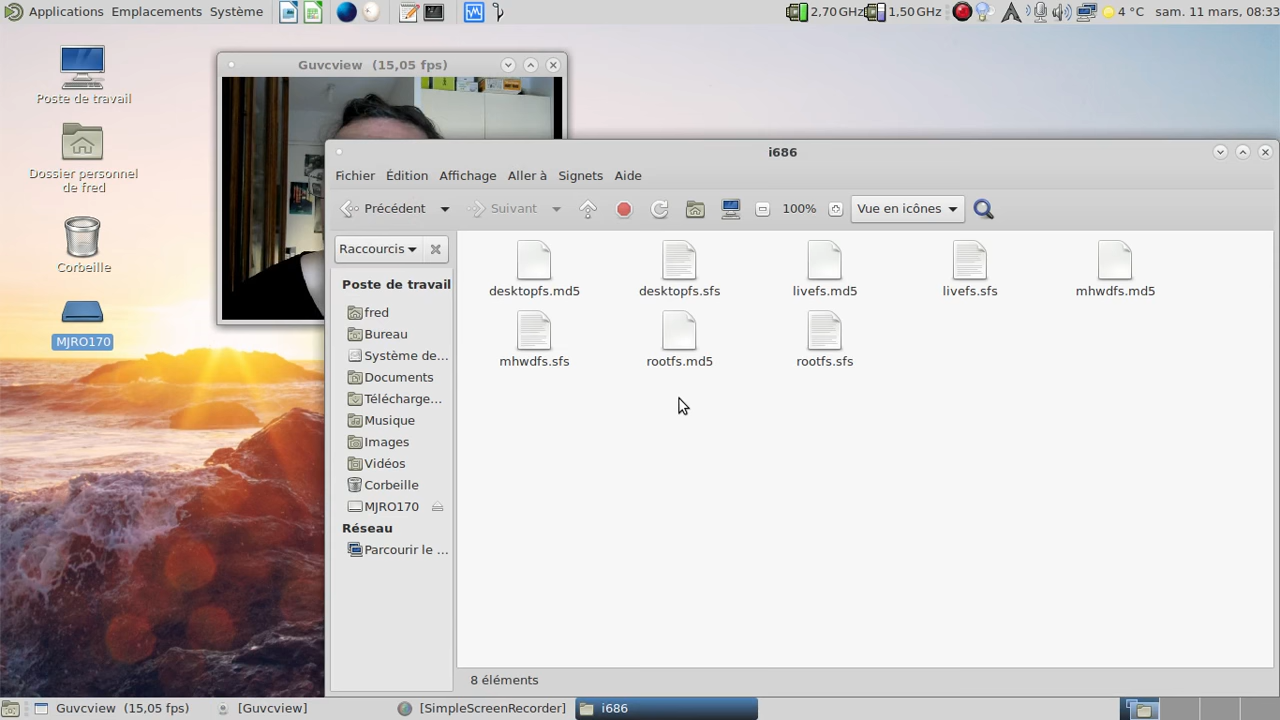 Applications Emplacements Système
2,70 GHz 1,50 GHz 4 °C sam. 11 mars, 08:33
Poste de travail
Dossier personnel
de fred
Corbeille
MJRO170
Guvcview (15,05 fps)
i686
Fichier Édition Affichage Aller à Signets Aide
Précédent Suivant 100% Vue en icônes
Raccourcis
Poste de travail
fred
Bureau
Système de...
Documents
Télécharge...
Musique
Images
Vidéos
Corbeille
MJRO170
Réseau
Parcourir le ...
desktopfs.md5 desktopfs.sfs livefs.md5 livefs.sfs mhwdfs.md5
mhwdfs.sfs rootfs.md5 rootfs.sfs
8 éléments
Guvcview (15,05 fps) [Guvcview] [SimpleScreenRecorder] i686